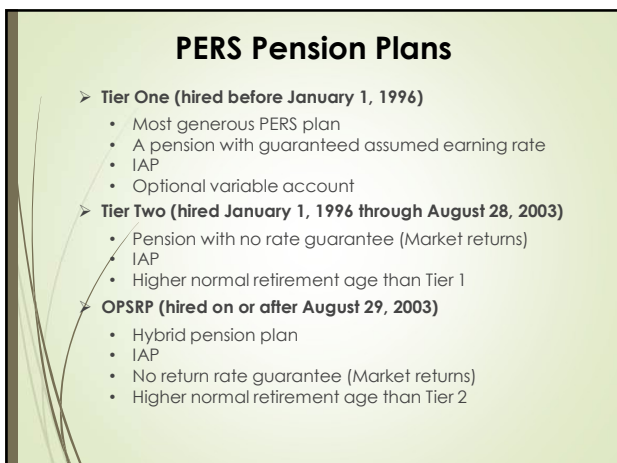 PERS Pension Plans
➢ Tier One (hired before January 1, 1996)
• Most generous PERS plan
• A pension with guaranteed assumed earning rate
• IAP
• Optional variable account
➢ Tier Two (hired January 1, 1996 through August 28, 2003)
• Pension with no rate guarantee (Market returns)
• IAP
• Higher normal retirement age than Tier 1
➢ OPSRP (hired on or after August 29, 2003)
• Hybrid pension plan
• IAP
• No return rate guarantee (Market returns)
• Higher normal retirement age than Tier 2